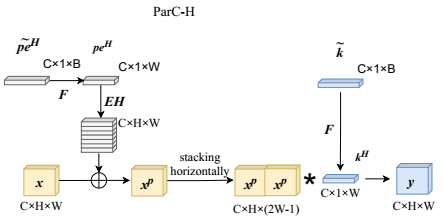 ParC-H
p̃e^H
C×1×B
pe^H
C×1×W
F
EH
C×H×W
x
C×H×W
x^p
stacking
horizontally
x^p x^p
C×H×(2W-1)
*
k̃
C×1×B
F
k^H
C×1×W
y
C×H×W